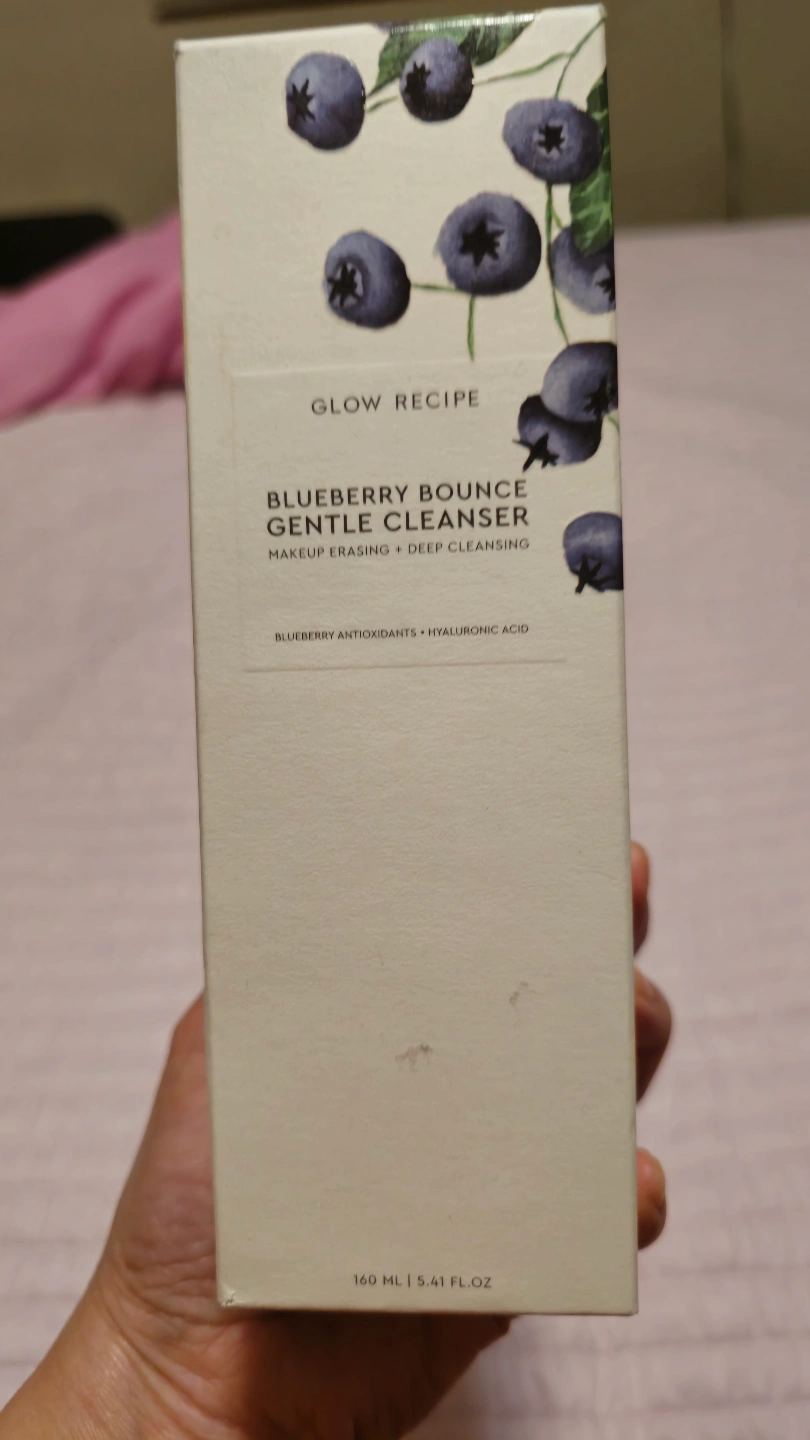 GLOW RECIPE
BLUEBERRY BOUNCE
GENTLE CLEANSER
MAKEUP ERASING + DEEP CLEANSING
BLUEBERRY ANTIOXIDANTS • HYALURONIC ACID
160 ML | 5.41 FL.OZ